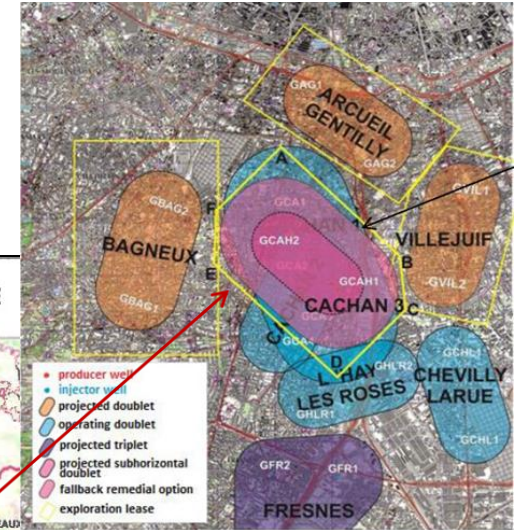 GAG1
ARCUEIL
GENTILLY
GAG2
A
GVIL1
GBAG2
F
GCA1
VILLEJUIF
BAGNEUX
GCAH2
B
E
GCAH1
GVIL2
GBAG1
CACHAN 3
C
D
GHLR2
GCHL1
L'HAY
LES ROSES
CHEVILLY
LARUE
GHLR1
GCHL1
GFR2
GFR1
FRESNES
producer well
injector well
projected doublet
operating doublet
projected triplet
projected subhorizontal
doublet
fallback remedial option
exploration lease